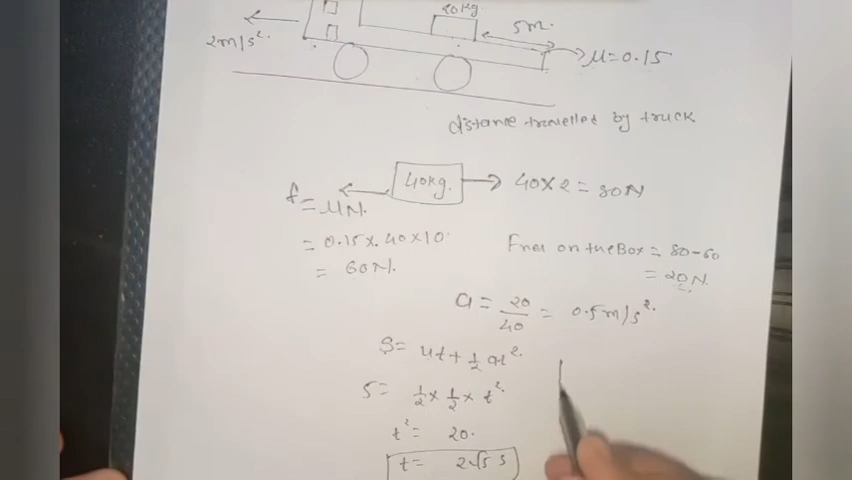 40kg.
5m.
2m/s².
μ=0.15
distance travelled by truck
40kg. 40×2=80N
f = μN.
= 0.15×.40×10.
= 60N.
Fnet on the Box = 80-60
= 20N.
a = 20/40 = 0.5m/s².
S= ut+½at².
5= ½×½×t².
t²= 20.
t= 2√5 s